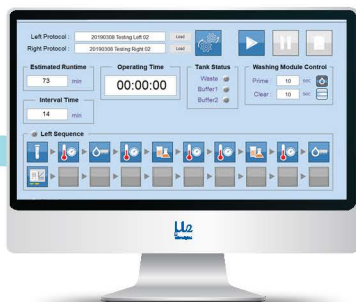 Left Protocol : 20190308 Testing Left 02 Load
Right Protocol : 20190308 Testing Right 02 Load
Estimated Runtime
73 min
Interval Time
14 min
Operating Time
00:00:00
Tank Status
Waste
Buffer1
Buffer2
Washing Module Control
Prime : 10 sec
Clear : 10 sec
Left Sequence